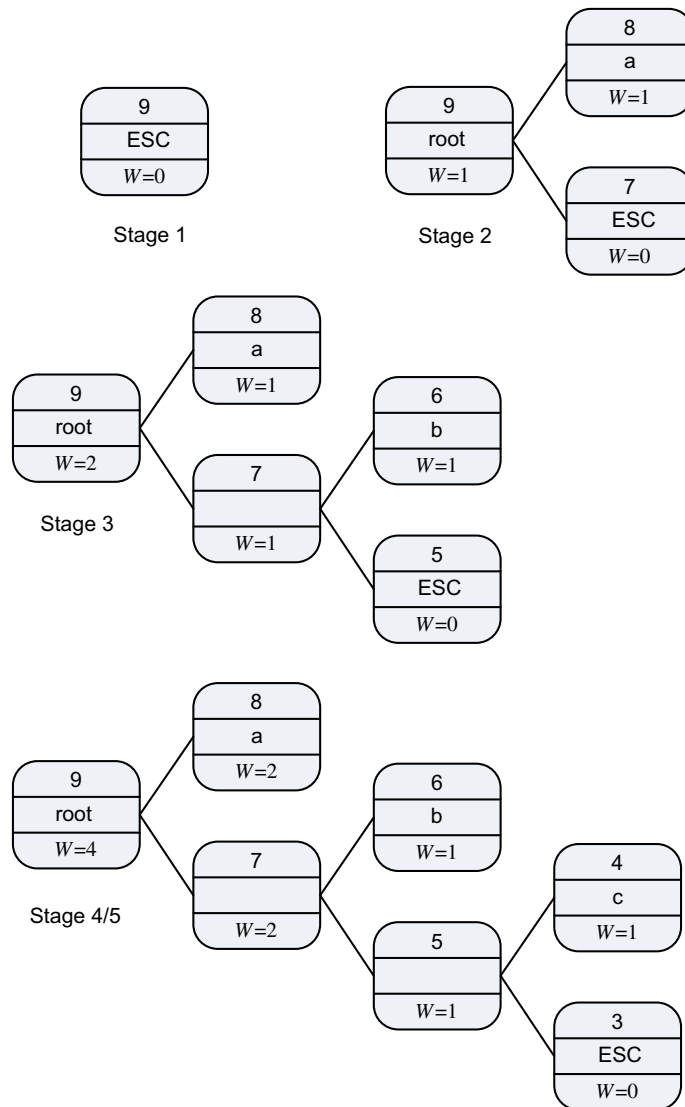 9
ESC
W=0
Stage 1
9
root
W=1
Stage 2
8
a
W=1
7
ESC
W=0
9
root
W=2
Stage 3
8
a
W=1
7
W=1
6
b
W=1
5
ESC
W=0
9
root
W=4
Stage 4/5
8
a
W=2
7
W=2
6
b
W=1
5
W=1
4
c
W=1
3
ESC
W=0